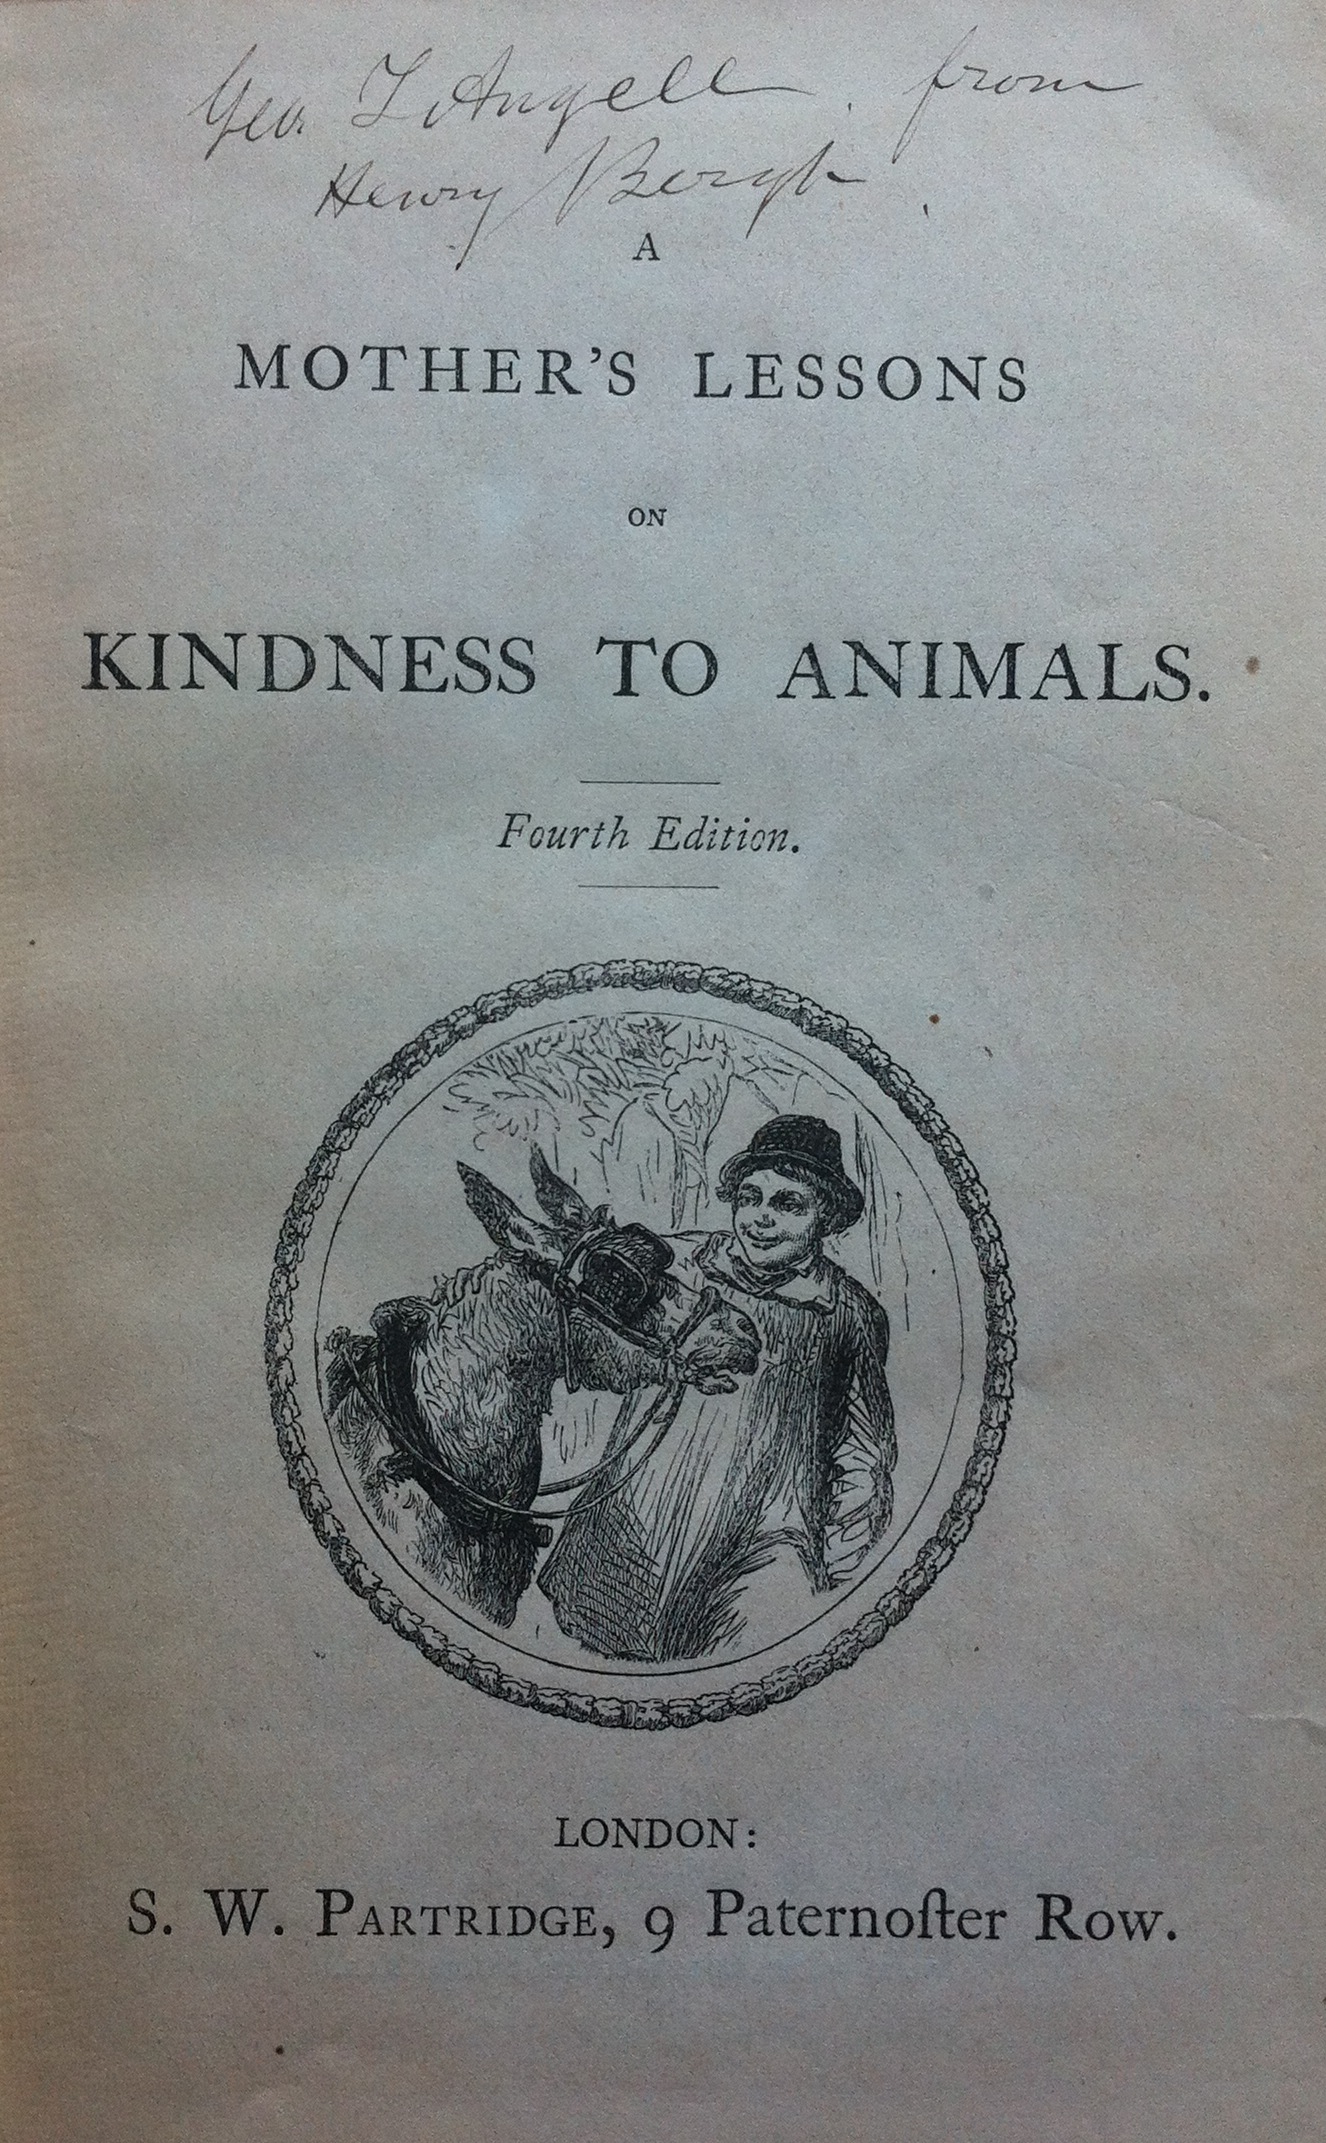 Geo. T. Angell from
Henry Bergh
A
MOTHER'S LESSONS
ON
KINDNESS TO ANIMALS.
Fourth Edition.
LONDON:
S. W. PARTRIDGE, 9 Paternoſter Row.